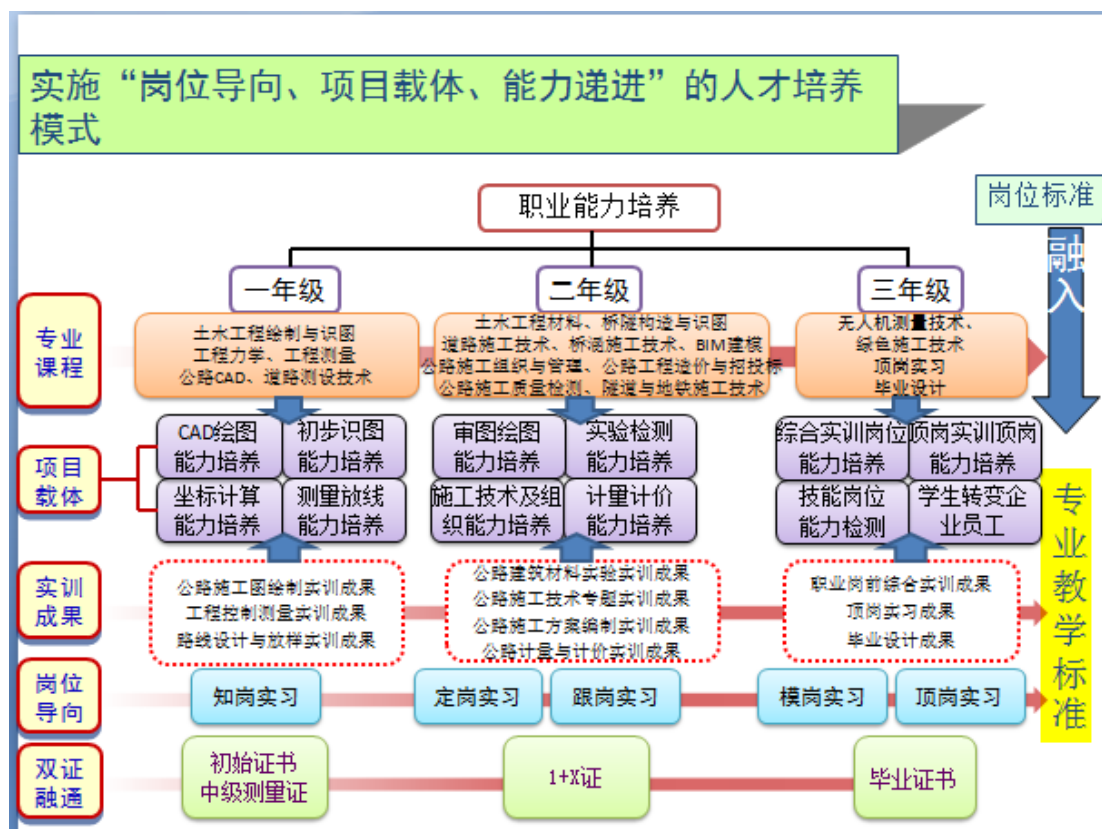 实施“岗位导向、项目载体、能力递进”的人才培养
模式
岗位标准
融
入
职业能力培养
一年级
二年级
三年级
专业
课程
土水工程绘制与识图
工程力学、工程测量
公路CAD、道路测设技术
土水工程材料、桥隧构造与识图
道路施工技术、桥涵施工技术、BIM建模
公路施工组织与管理、公路工程造价与招投标
公路施工质量检测、隧道与地铁施工技术
无人机测量技术、
绿色施工技术
顶岗实习
毕业设计
项目
载体
CAD绘图
能力培养
初步识图
能力培养
坐标计算
能力培养
测量放线
能力培养
审图绘图
能力培养
实验检测
能力培养
施工技术及组
织能力培养
计量计价
能力培养
综合实训岗位
能力培养
顶岗实训顶岗
能力培养
技能岗位
能力检测
学生转变企
业员工
实训
成果
公路施工图绘制实训成果
工程控制测量实训成果
路线设计与放样实训成果
公路建筑材料实验实训成果
公路施工技术专题实训成果
公路施工方案编制实训成果
公路计量与计价实训成果
职业岗前综合实训成果
顶岗实习成果
毕业设计成果
岗位
导向
知岗实习
定岗实习
跟岗实习
模岗实习
顶岗实习
双证
融通
初始证书
中级测量证
1+X证
毕业证书
专
业
教
学
标
准